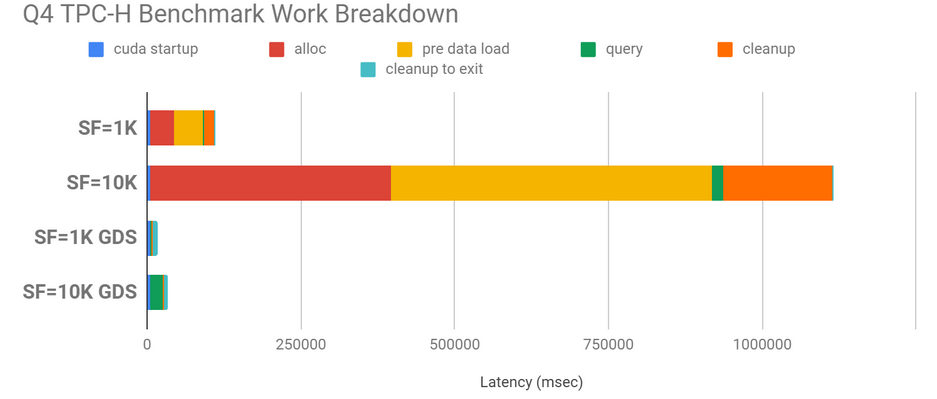 Q4 TPC-H Benchmark Work Breakdown
cuda startup alloc pre data load query cleanup
cleanup to exit
SF=1K
SF=10K
SF=1K GDS
SF=10K GDS
0 250000 500000 750000 1000000
Latency (msec)